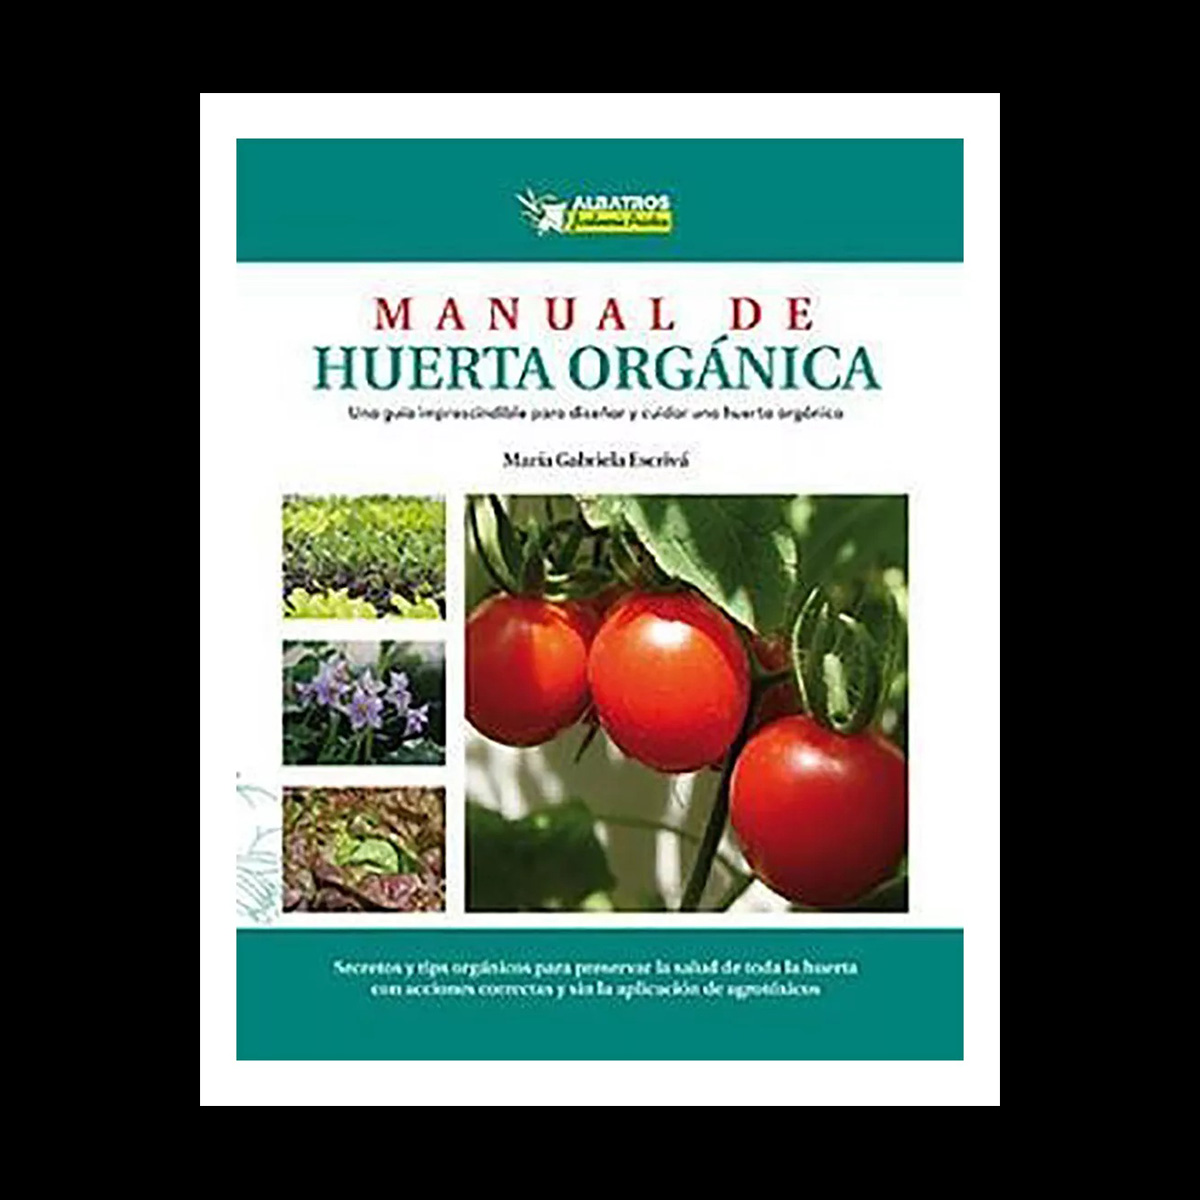 ALBATROS
MANUAL DE
HUERTA ORGÁNICA
Una guía imprescindible para diseñar y cuidar una huerta orgánica
María Gabriela Escrivá
Secretos y tips orgánicos para preservar la salud de toda la huerta
con acciones correctas y sin la aplicación de agrotóxicos